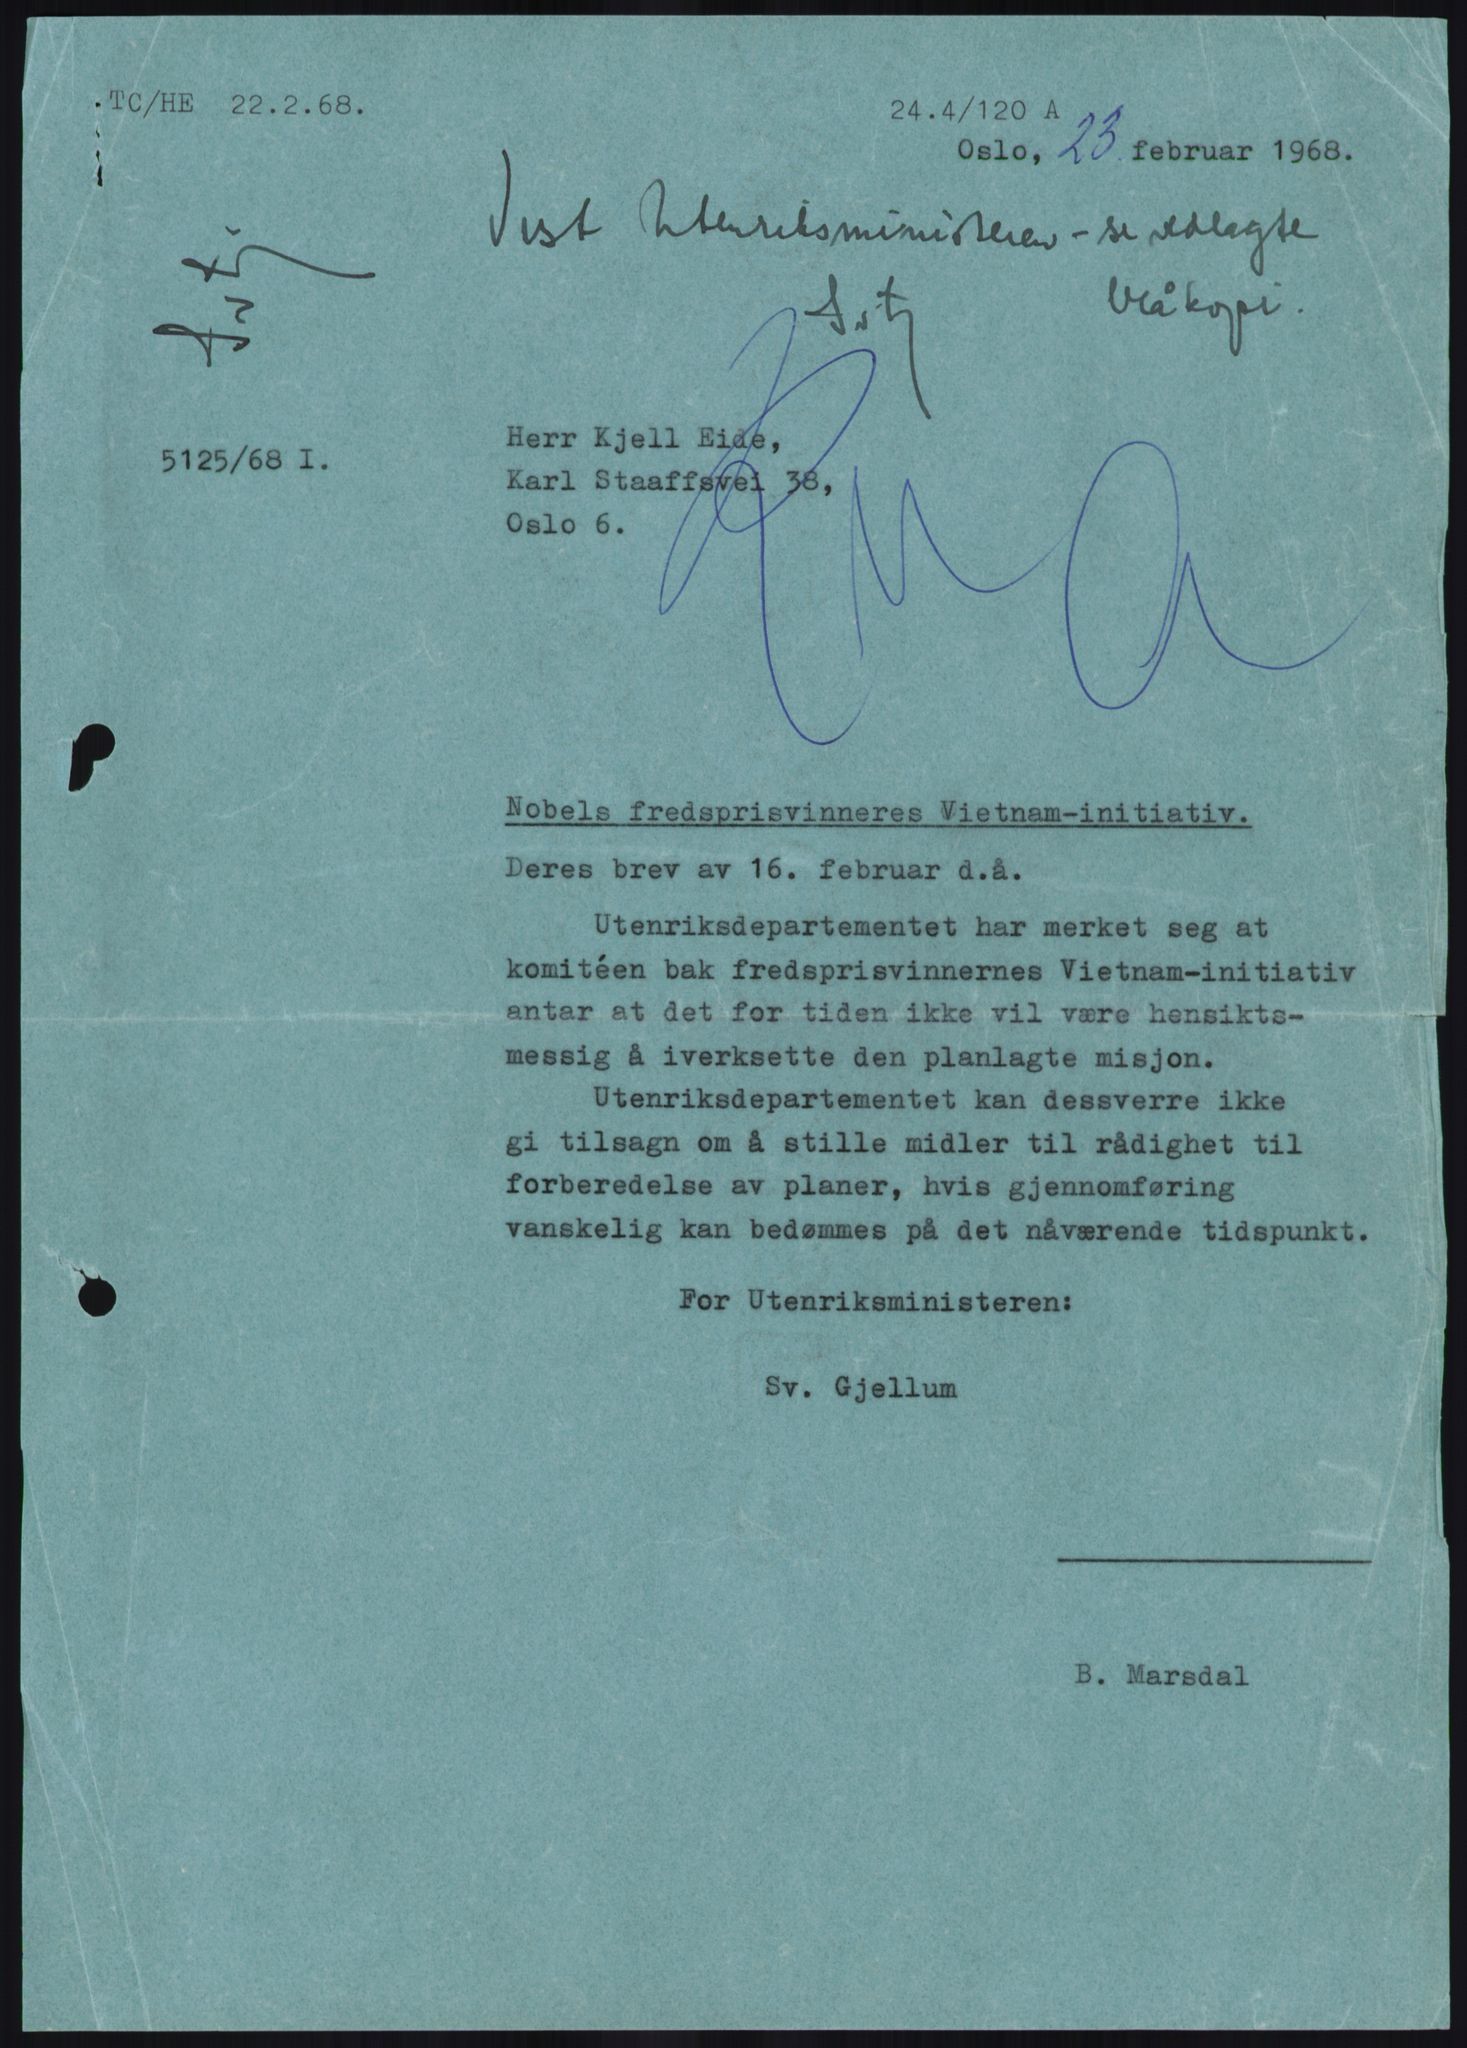 TC/HE 22.2.68.
24.4/120 A
Oslo, 23. februar 1968.
Vist Utenriksministeren - se vedlagte
blåkopi.
5125/68 I.
Herr Kjell Eide,
Karl Staaffsvei 38,
Oslo 6.
Nobels fredsprisvinneres Vietnam-initiativ.
Deres brev av 16. februar d.å.
Utenriksdepartementet har merket seg at
komitéen bak fredsprisvinnernes Vietnam-initiativ
antar at det for tiden ikke vil være hensikts-
messig å iverksette den planlagte misjon.
Utenriksdepartementet kan dessverre ikke
gi tilsagn om å stille midler til rådighet til
forberedelse av planer, hvis gjennomføring
vanskelig kan bedømmes på det nåværende tidspunkt.
For Utenriksministeren:
Sv. Gjellum
B. Marsdal